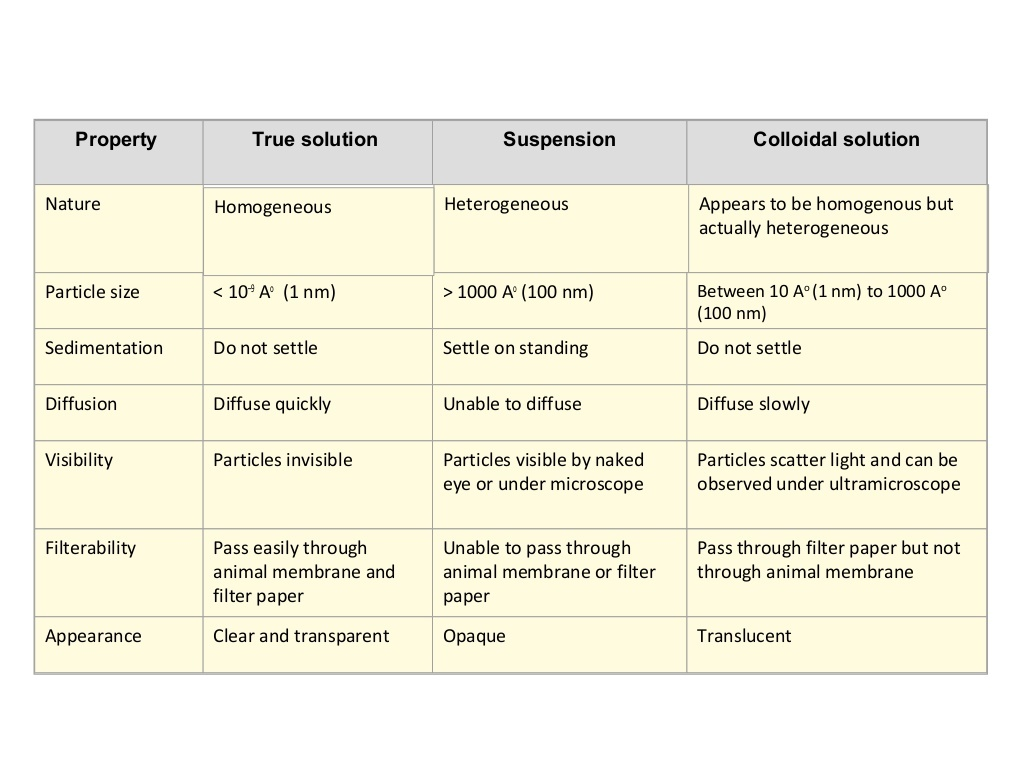 Property True solution Suspension Colloidal solution
Nature Homogeneous Heterogeneous Appears to be homogenous but
actually heterogeneous
Particle size < 10⁻⁹ Aº (1 nm) > 1000 Aº (100 nm) Between 10 Aº (1 nm) to 1000 Aº
(100 nm)
Sedimentation Do not settle Settle on standing Do not settle
Diffusion Diffuse quickly Unable to diffuse Diffuse slowly
Visibility Particles invisible Particles visible by naked Particles scatter light and can be
eye or under microscope observed under ultramicroscope
Filterability Pass easily through Unable to pass through Pass through filter paper but not
animal membrane and animal membrane or filter through animal membrane
filter paper paper
Appearance Clear and transparent Opaque Translucent